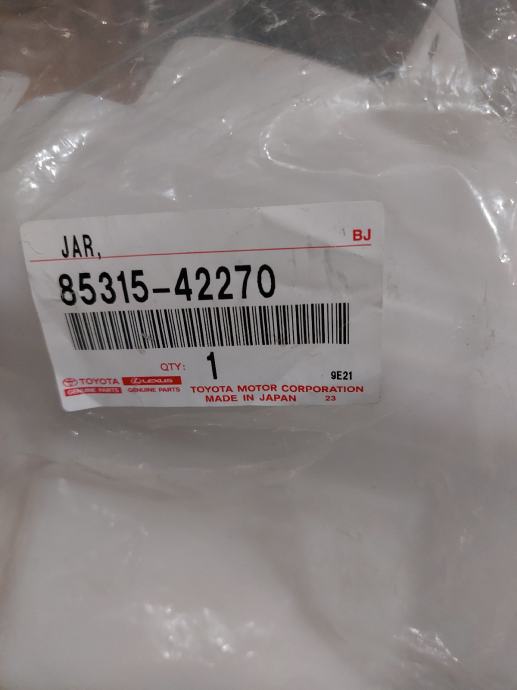 BJ
JAR,
85315-42270
QTY: 1
9E21
TOYOTA LEXUS
GENUINE PARTS GENUINE PARTS
TOYOTA MOTOR CORPORATION
MADE IN JAPAN 23